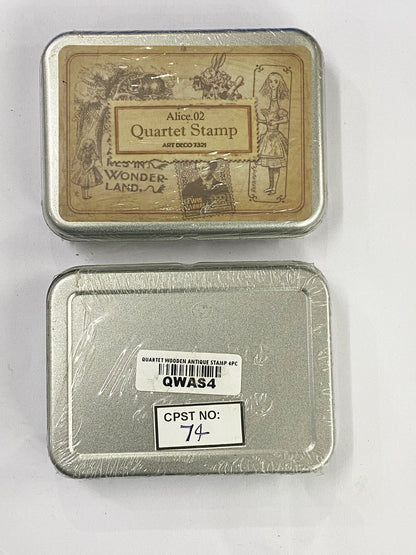 Alice.02
Quartet Stamp
ART DECO 7321
WONDER-
LAND.
QUARTET WOODEN ANTIQUE STAMP 4PC
QWAS4
CPST NO:
74